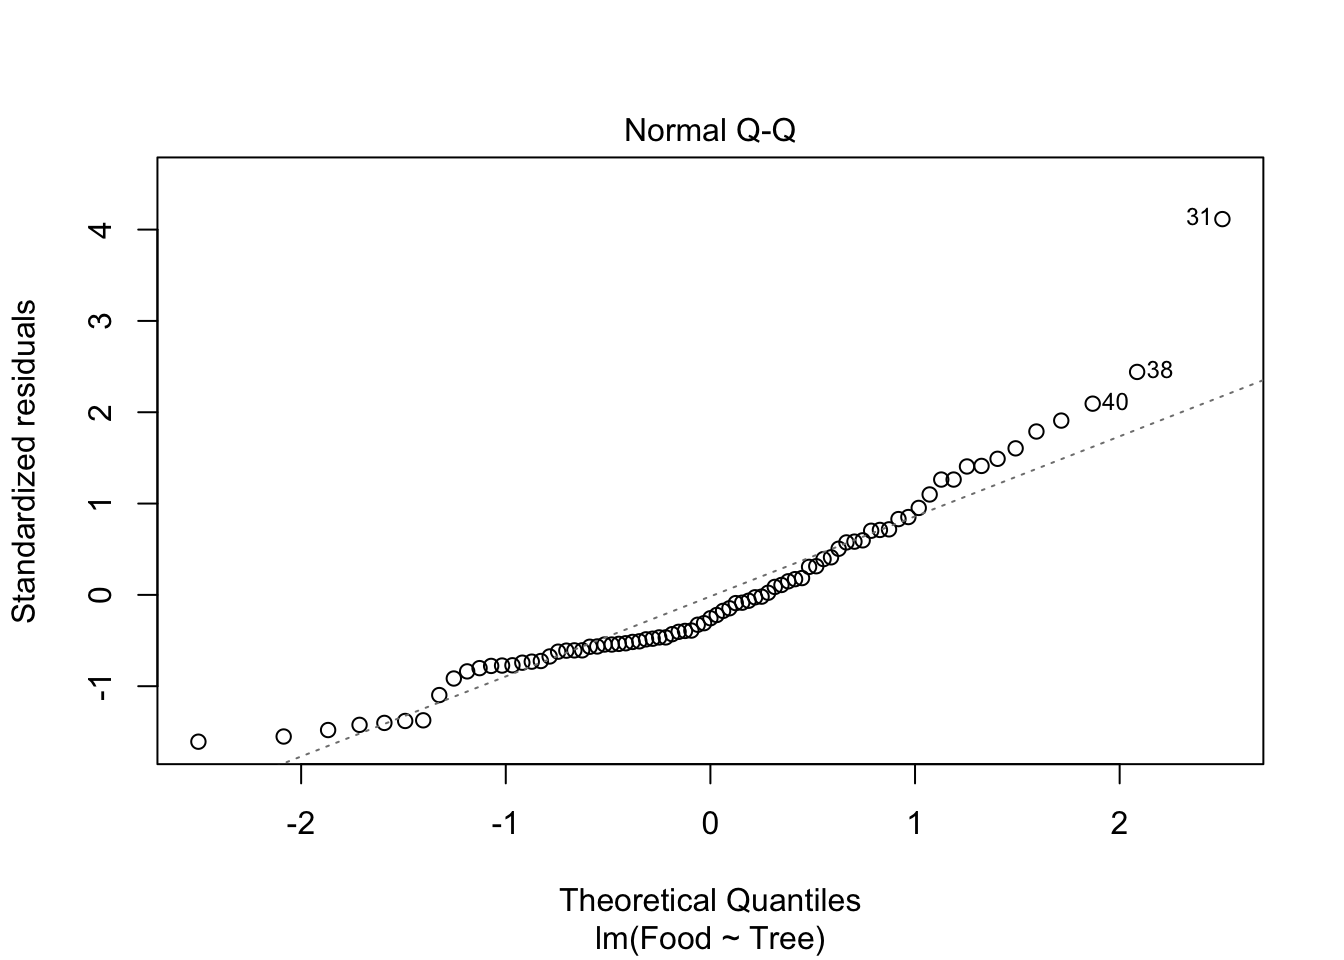 Normal Q-Q
Standardized residuals
4
3
2
1
0
-1
31
38
40
-2 -1 0 1 2
Theoretical Quantiles
lm(Food ~ Tree)